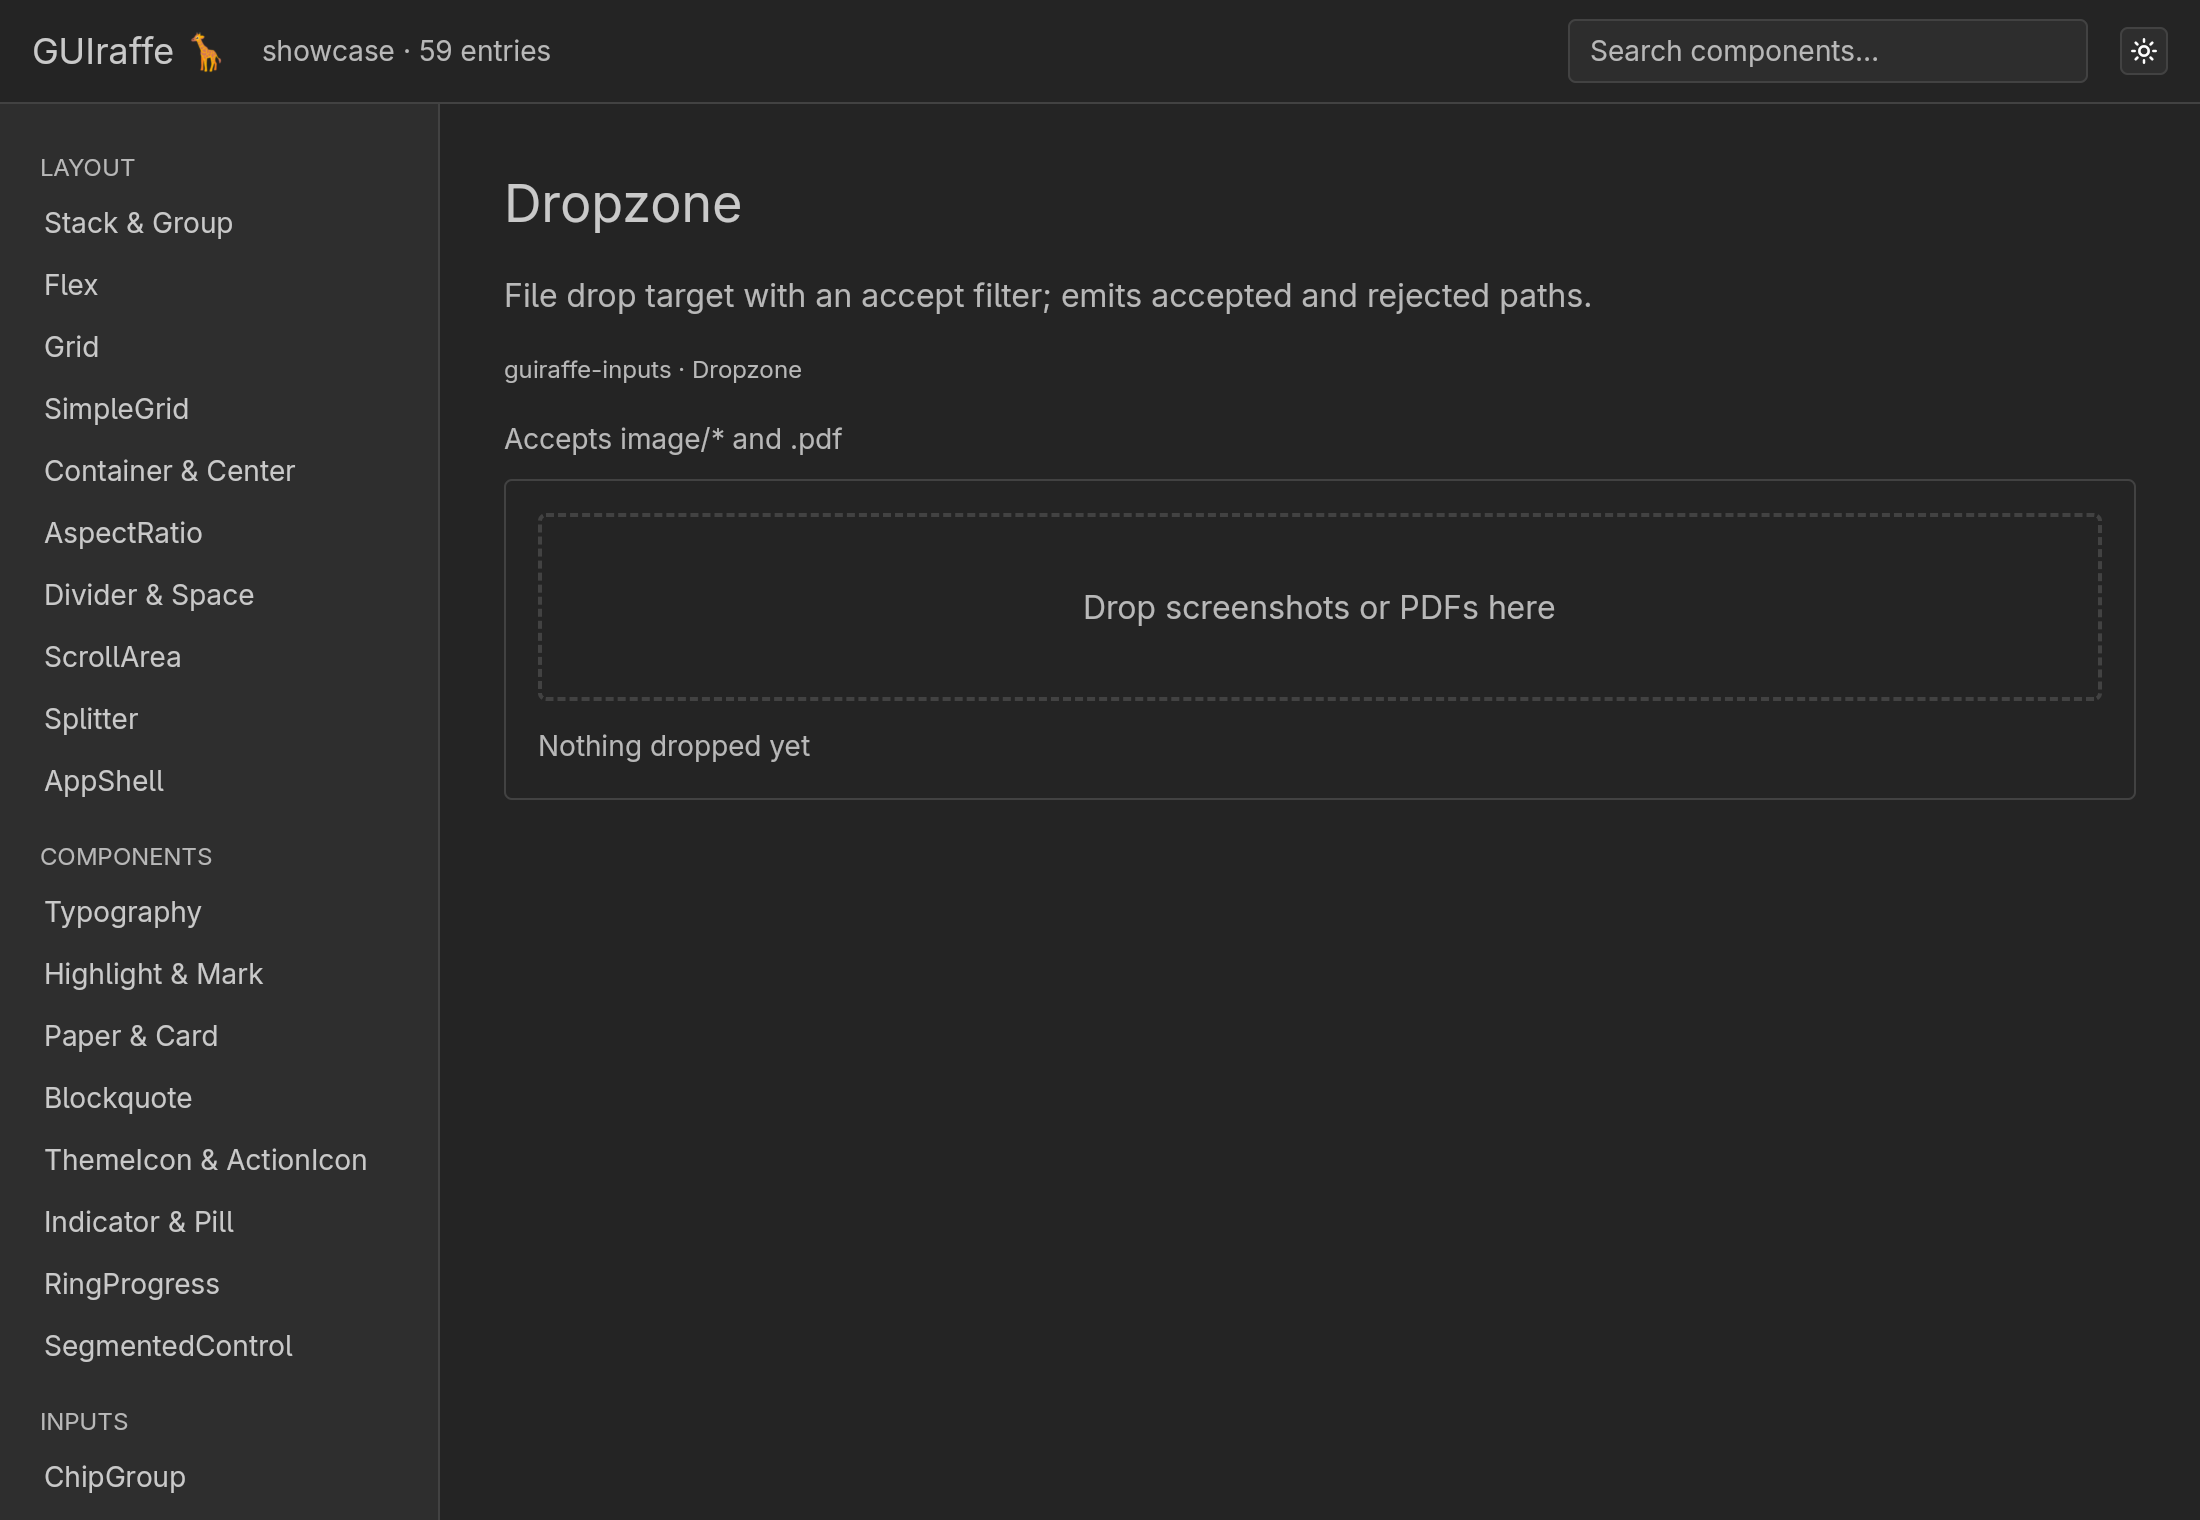 GUIraffe 🦒 showcase · 59 entries
Search components...
LAYOUT
Stack & Group
Flex
Grid
SimpleGrid
Container & Center
AspectRatio
Divider & Space
ScrollArea
Splitter
AppShell
COMPONENTS
Typography
Highlight & Mark
Paper & Card
Blockquote
ThemeIcon & ActionIcon
Indicator & Pill
RingProgress
SegmentedControl
INPUTS
ChipGroup
Dropzone
File drop target with an accept filter; emits accepted and rejected paths.
guiraffe-inputs · Dropzone
Accepts image/* and .pdf
Drop screenshots or PDFs here
Nothing dropped yet